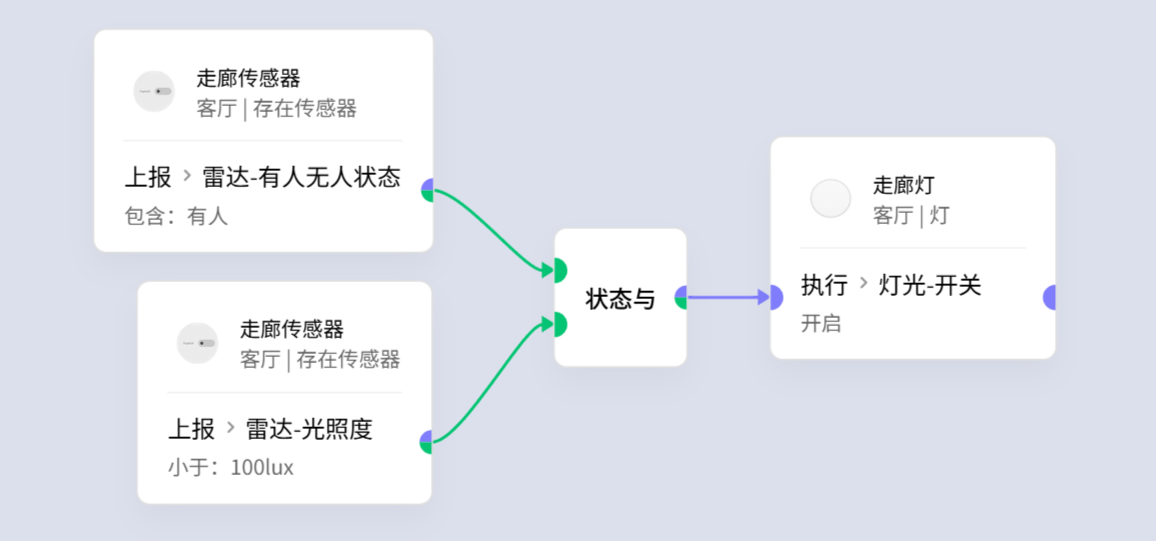 走廊传感器
客厅 | 存在传感器
上报 › 雷达-有人无人状态
包含：有人
走廊传感器
客厅 | 存在传感器
上报 › 雷达-光照度
小于：100lux
状态与
走廊灯
客厅 | 灯
执行 › 灯光-开关
开启